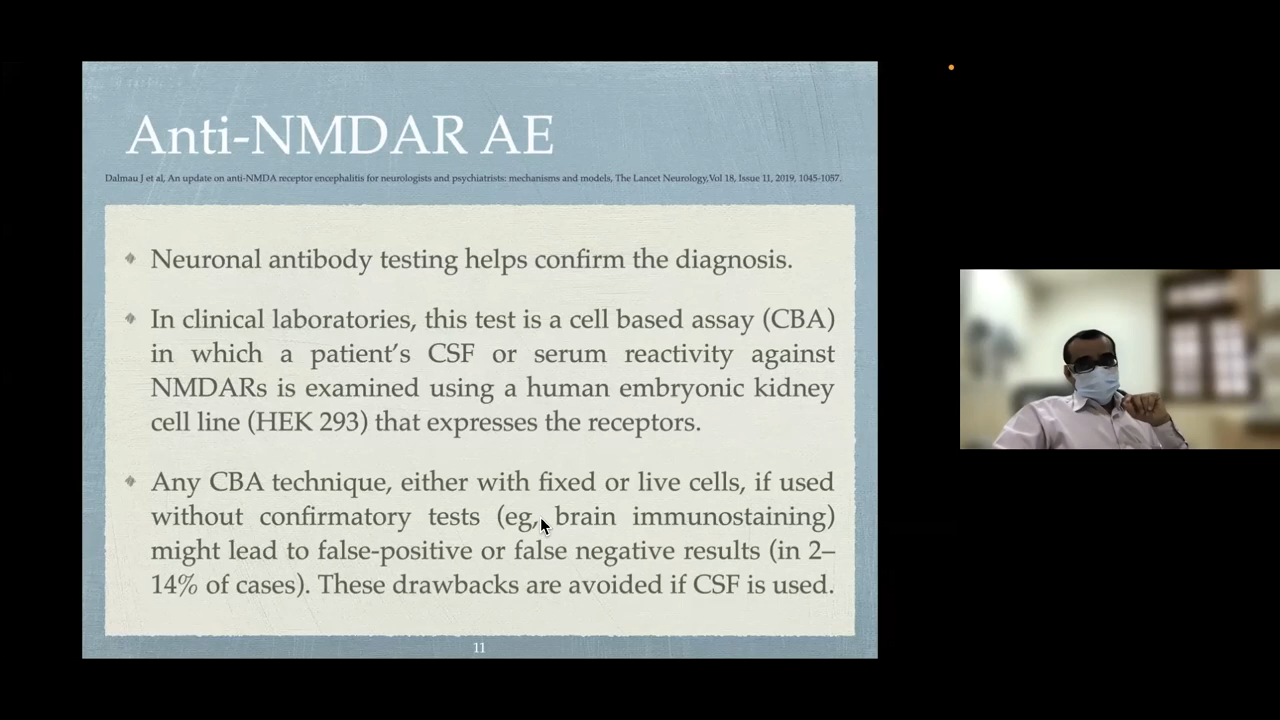 Anti-NMDAR AE
Dalmau J et al, An update on anti-NMDA receptor encephalitis for neurologists and psychiatrists: mechanisms and models, The Lancet Neurology,Vol 18, Issue 11, 2019, 1045-1057.
Neuronal antibody testing helps confirm the diagnosis.
In clinical laboratories, this test is a cell based assay (CBA)
in which a patient’s CSF or serum reactivity against
NMDARs is examined using a human embryonic kidney
cell line (HEK 293) that expresses the receptors.
Any CBA technique, either with fixed or live cells, if used
without confirmatory tests (eg, brain immunostaining)
might lead to false-positive or false negative results (in 2–
14% of cases). These drawbacks are avoided if CSF is used.
11